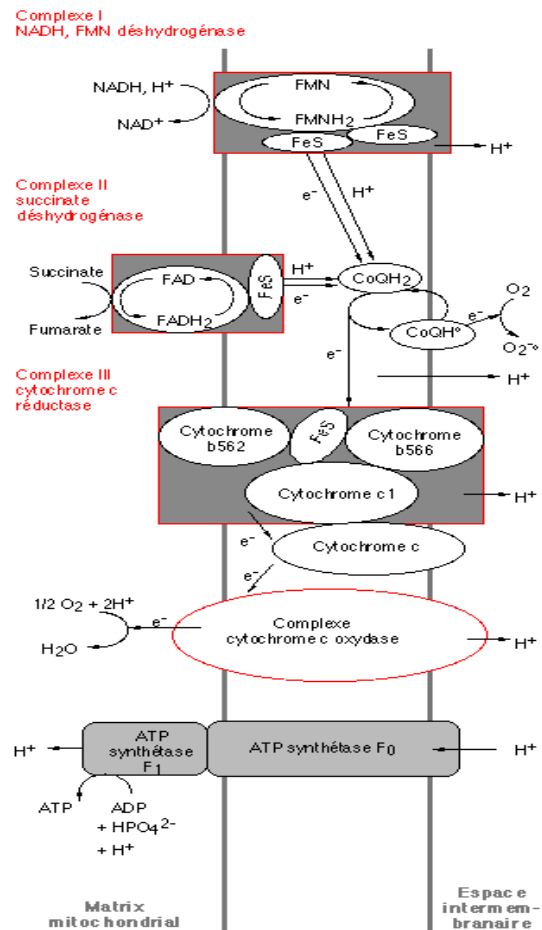 Complexe I
NADH, FMN déshydrogénase
NADH, H+
NAD+
FMN
FMNH2
FeS
FeS
H+
e-
H+
Complexe II
succinate
déshydrogénase
Succinate
Fumarate
FAD
FADH2
FeS
H+
e-
CoQH2
CoQH°
e-
O2
O2-°
e-
H+
Complexe III
cytochrome c
réductase
Cytochrome
b562
FeS
Cytochrome
b566
Cytochrome c1
H+
e-
Cytochrome c
e-
1/2 O2 + 2H+
e-
H2O
Complexe
cytochrome c oxydase
H+
H+
ATP
synthétase
F1
ATP synthétase F0
H+
ATP
ADP
+ HPO4 2-
+ H+
Matrix
mitochondrial
Espace
intermem-
branaire